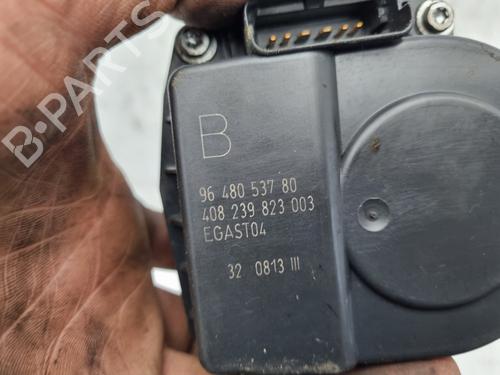 B
96 480 537 80
408 239 823 003
EGAST04
32 0813 III
B-PARTS